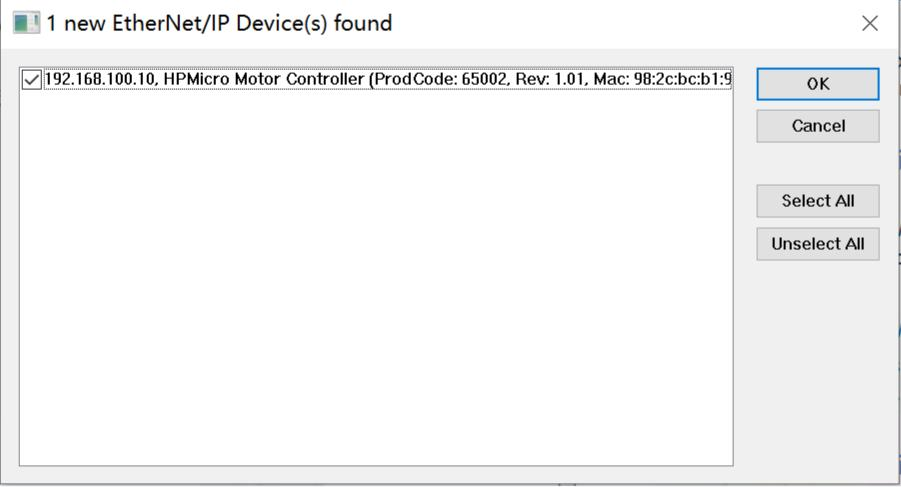 1 new EtherNet/IP Device(s) found
192.168.100.10, HPMicro Motor Controller (ProdCode: 65002, Rev: 1.01, Mac: 98:2c:bc:b1:9
OK
Cancel
Select All
Unselect All